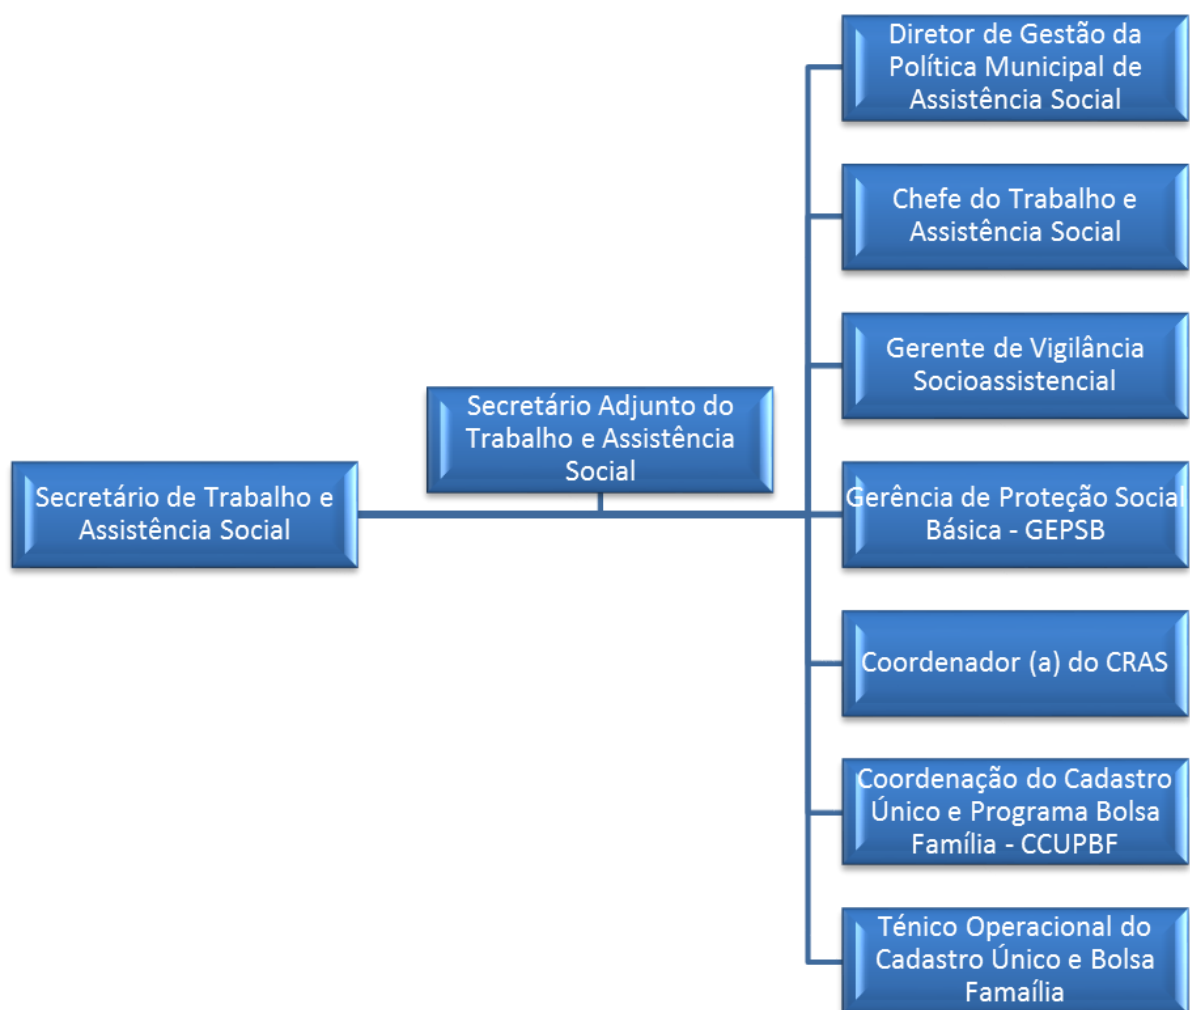 Secretário de Trabalho e
Assistência Social
Secretário Adjunto do
Trabalho e Assistência
Social
Diretor de Gestão da
Política Municipal de
Assistência Social
Chefe do Trabalho e
Assistência Social
Gerente de Vigilância
Socioassistencial
Gerência de Proteção Social
Básica - GEPSB
Coordenador (a) do CRAS
Coordenação do Cadastro
Único e Programa Bolsa
Família - CCUPBF
Ténico Operacional do
Cadastro Único e Bolsa
Famaília